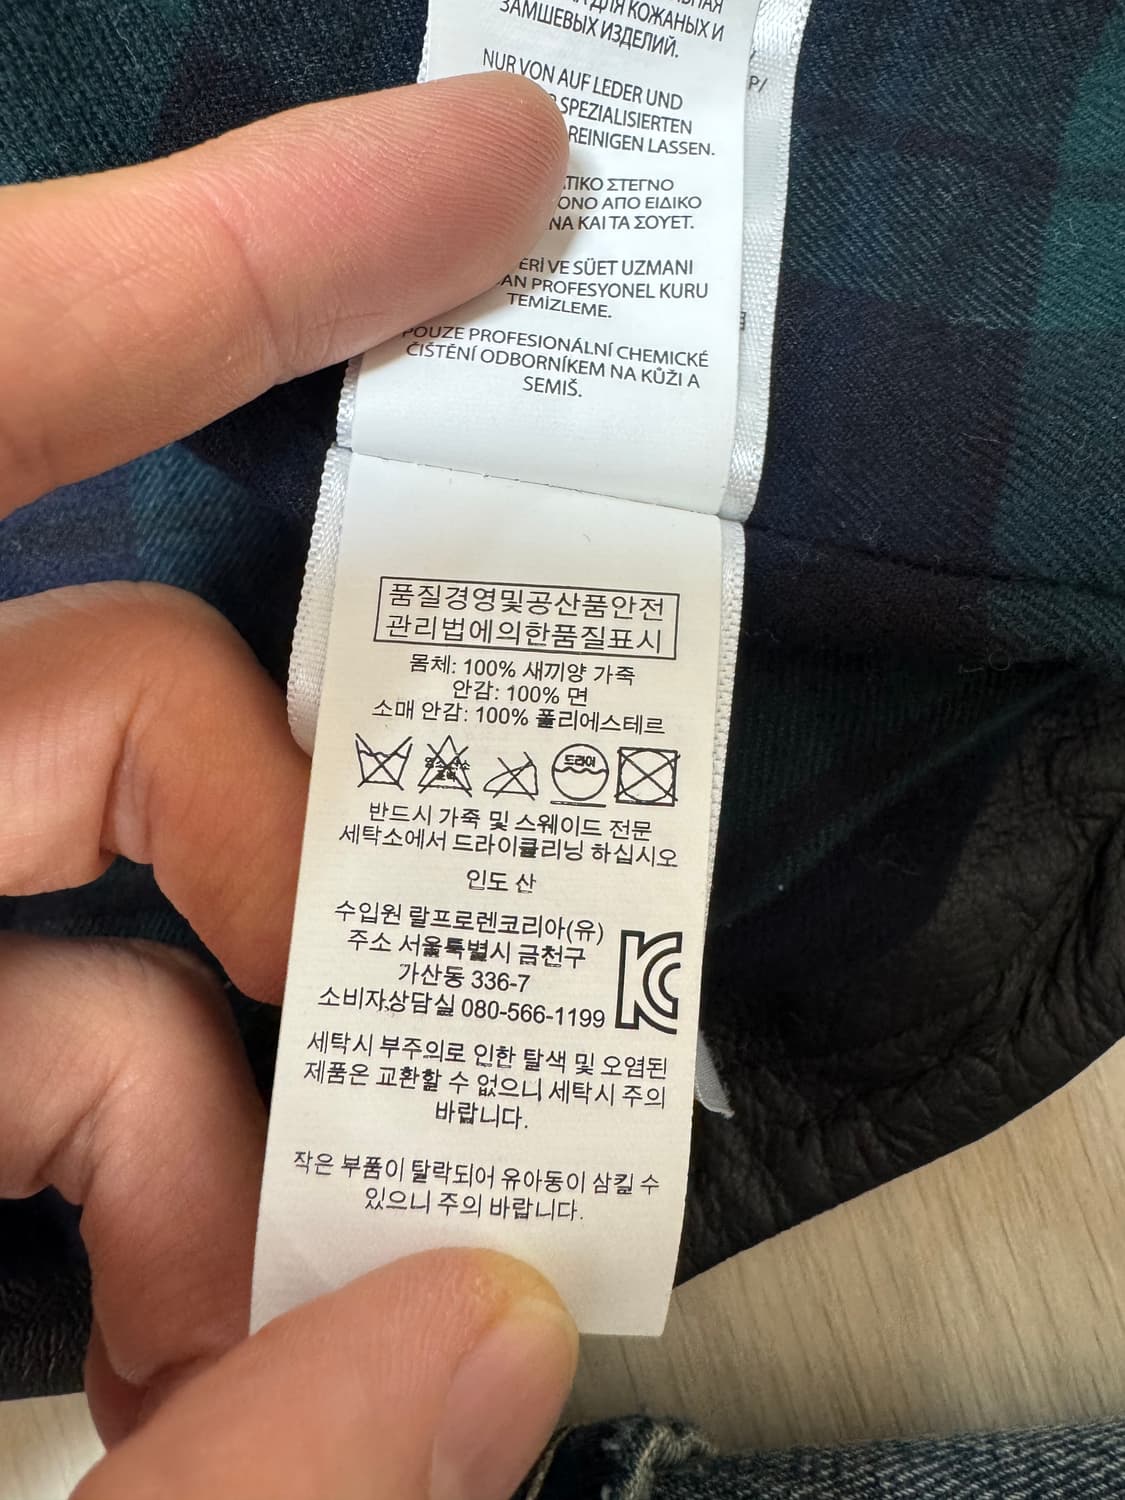 ДЛЯ КОЖАНЫХ И
ЗАМШЕВЫХ ИЗДЕЛИЙ.
NUR VON AUF LEDER UND
SPEZIALISIERTEN
REINIGEN LASSEN.
ΣΤΕΓΝΟ
ΑΠΟ ΕΙΔΙΚΟ
ΝΑ ΚΑΙ ΤΑ ΣΟΥΕΤ.
VE SÜET UZMANI
PROFESYONEL KURU
TEMİZLEME.
POUZE PROFESIONÁLNÍ CHEMICKÉ
ČIŠTĚNÍ ODBORNÍKEM NA KŮŽI A
SEMIŠ.
P/
품질경영및공산품안전
관리법에의한품질표시
몸체: 100% 새끼양 가죽
안감: 100% 면
소매 안감: 100% 폴리에스테르
드라이
반드시 가죽 및 스웨이드 전문
세탁소에서 드라이클리닝 하십시오
인도 산
수입원 랄프로렌코리아(유)
주소 서울특별시 금천구
가산동 336-7
소비자상담실 080-566-1199
KC
세탁시 부주의로 인한 탈색 및 오염된
제품은 교환할 수 없으니 세탁시 주의
바랍니다.
작은 부품이 탈락되어 유아동이 삼킬 수
있으니 주의 바랍니다.